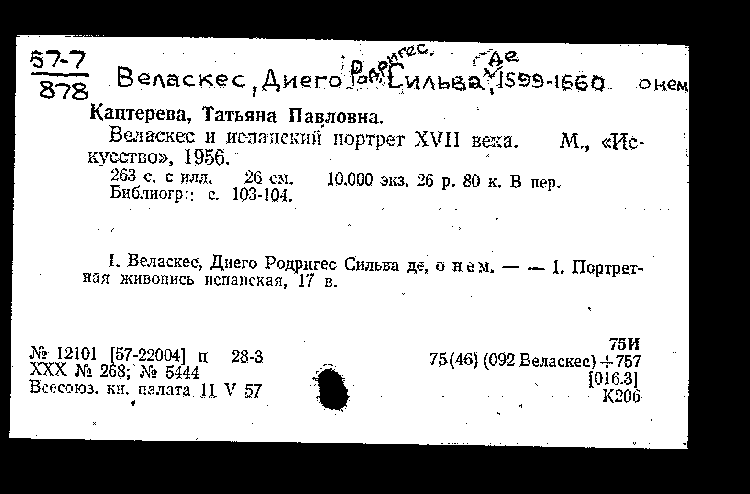 57-7
878
Веласкес, Диего Родригес. Сильва де, 1599-1660 о нем
Каптерева, Татьяна Павловна.
Веласкес и испанский портрет XVII века. М., «Ис-
кусство», 1956.
263 с. с илл. 26 см. 10.000 экз. 26 р. 80 к. В пер.
Библиогр.: с. 103-104.
I. Веласкес, Диего Родригес Сильва де, о нем. — — I. Портрет-
ная живопись испанская, 17 в.
75И
№ 12101 [57-22004] п 28-3
75(46) (092 Веласкес)+757
XXX № 268; № 5444
[016.3]
Всесоюз. кн. палата 11 V 57
К206